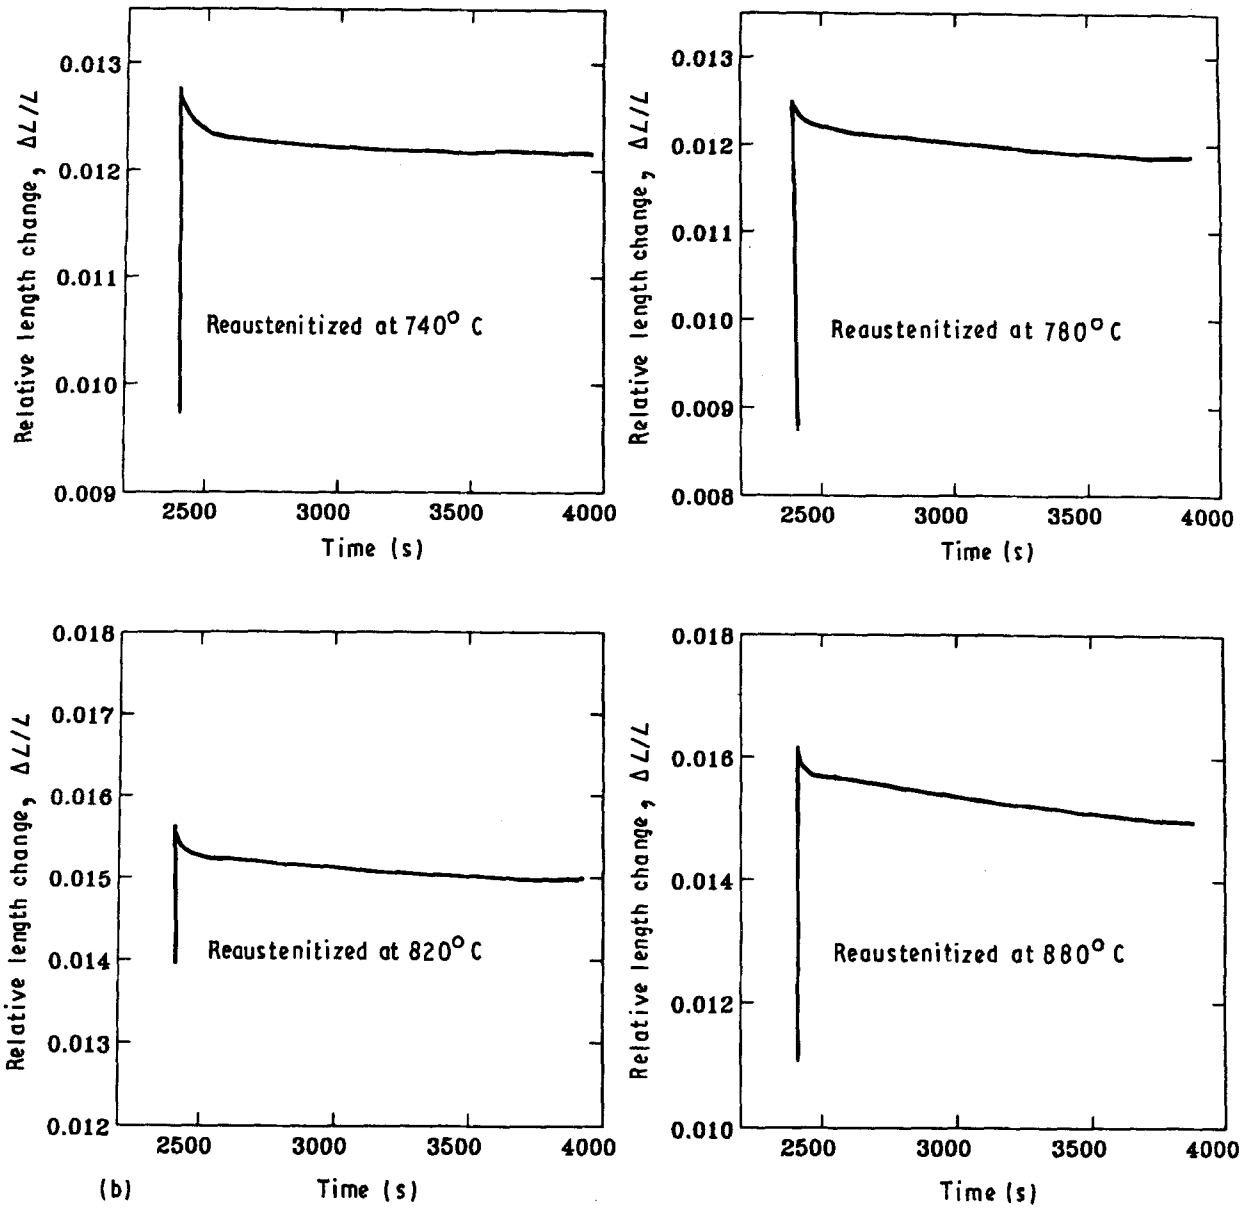 Relative length change, ΔL/L
0.013
0.012
0.011
0.010
0.009
Reaustenitized at 740° C
2500 3000 3500 4000
Time (s)
Relative length change, ΔL/L
0.013
0.012
0.011
0.010
0.009
0.008
Reaustenitized at 780° C
2500 3000 3500 4000
Time (s)
Relative length change, ΔL/L
0.018
0.017
0.016
0.015
0.014
0.013
0.012
Reaustenitized at 820° C
2500 3000 3500 4000
Time (s)
(b)
Relative length change, ΔL/L
0.018
0.016
0.014
0.012
0.010
Reaustenitized at 880° C
2500 3000 3500 4000
Time (s)